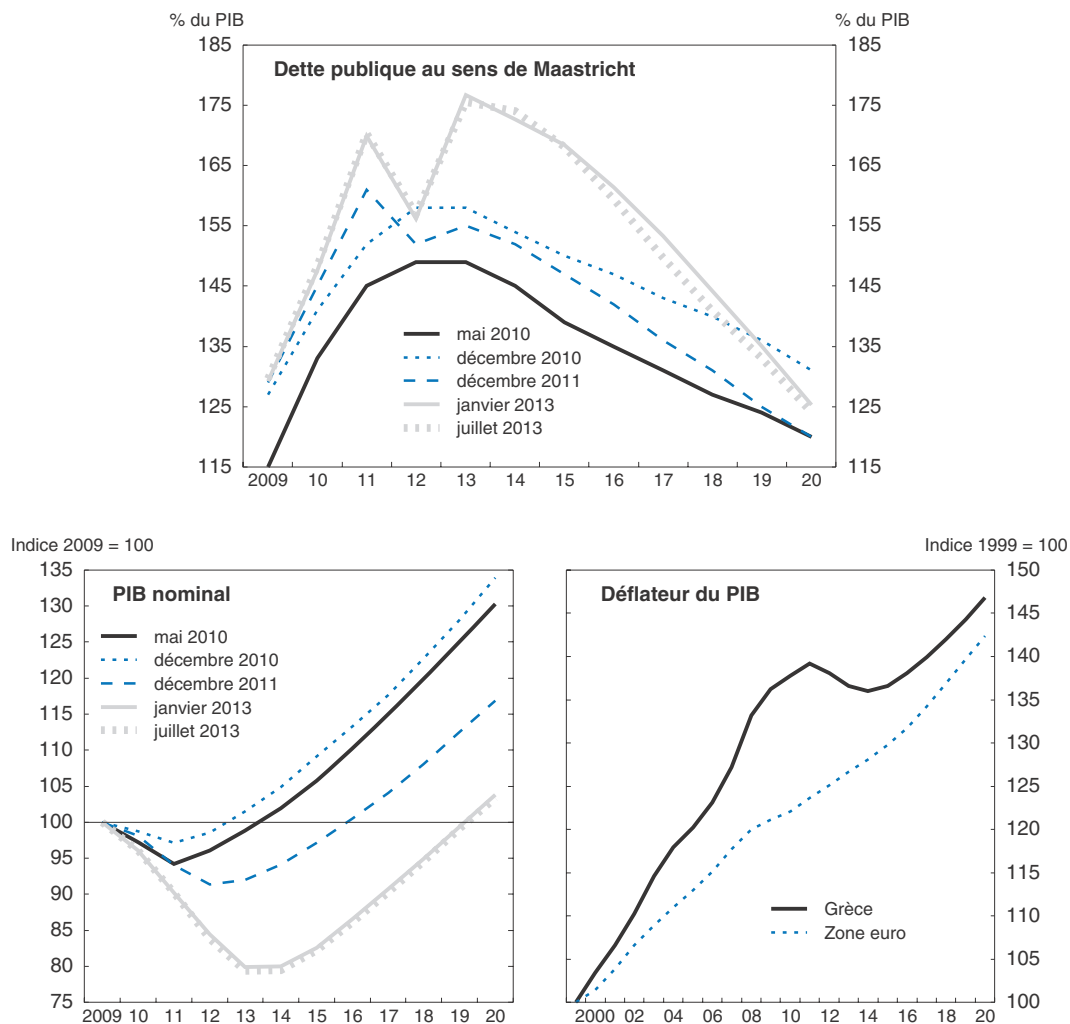 % du PIB % du PIB
185 185
Dette publique au sens de Maastricht
175 175
165 165
155 155
145 145
135 135
mai 2010
décembre 2010
décembre 2011
janvier 2013
juillet 2013
125 125
115 115
2009 10 11 12 13 14 15 16 17 18 19 20
Indice 2009 = 100
135
PIB nominal
130
mai 2010
125
décembre 2010
120
décembre 2011
115
janvier 2013
110
juillet 2013
105
100
95
90
85
80
75
2009 10 11 12 13 14 15 16 17 18 19 20
Indice 1999 = 100
150
Déflateur du PIB
145
140
135
130
125
120
115
110
Grèce
Zone euro
105
100
2000 02 04 06 08 10 12 14 16 18 20